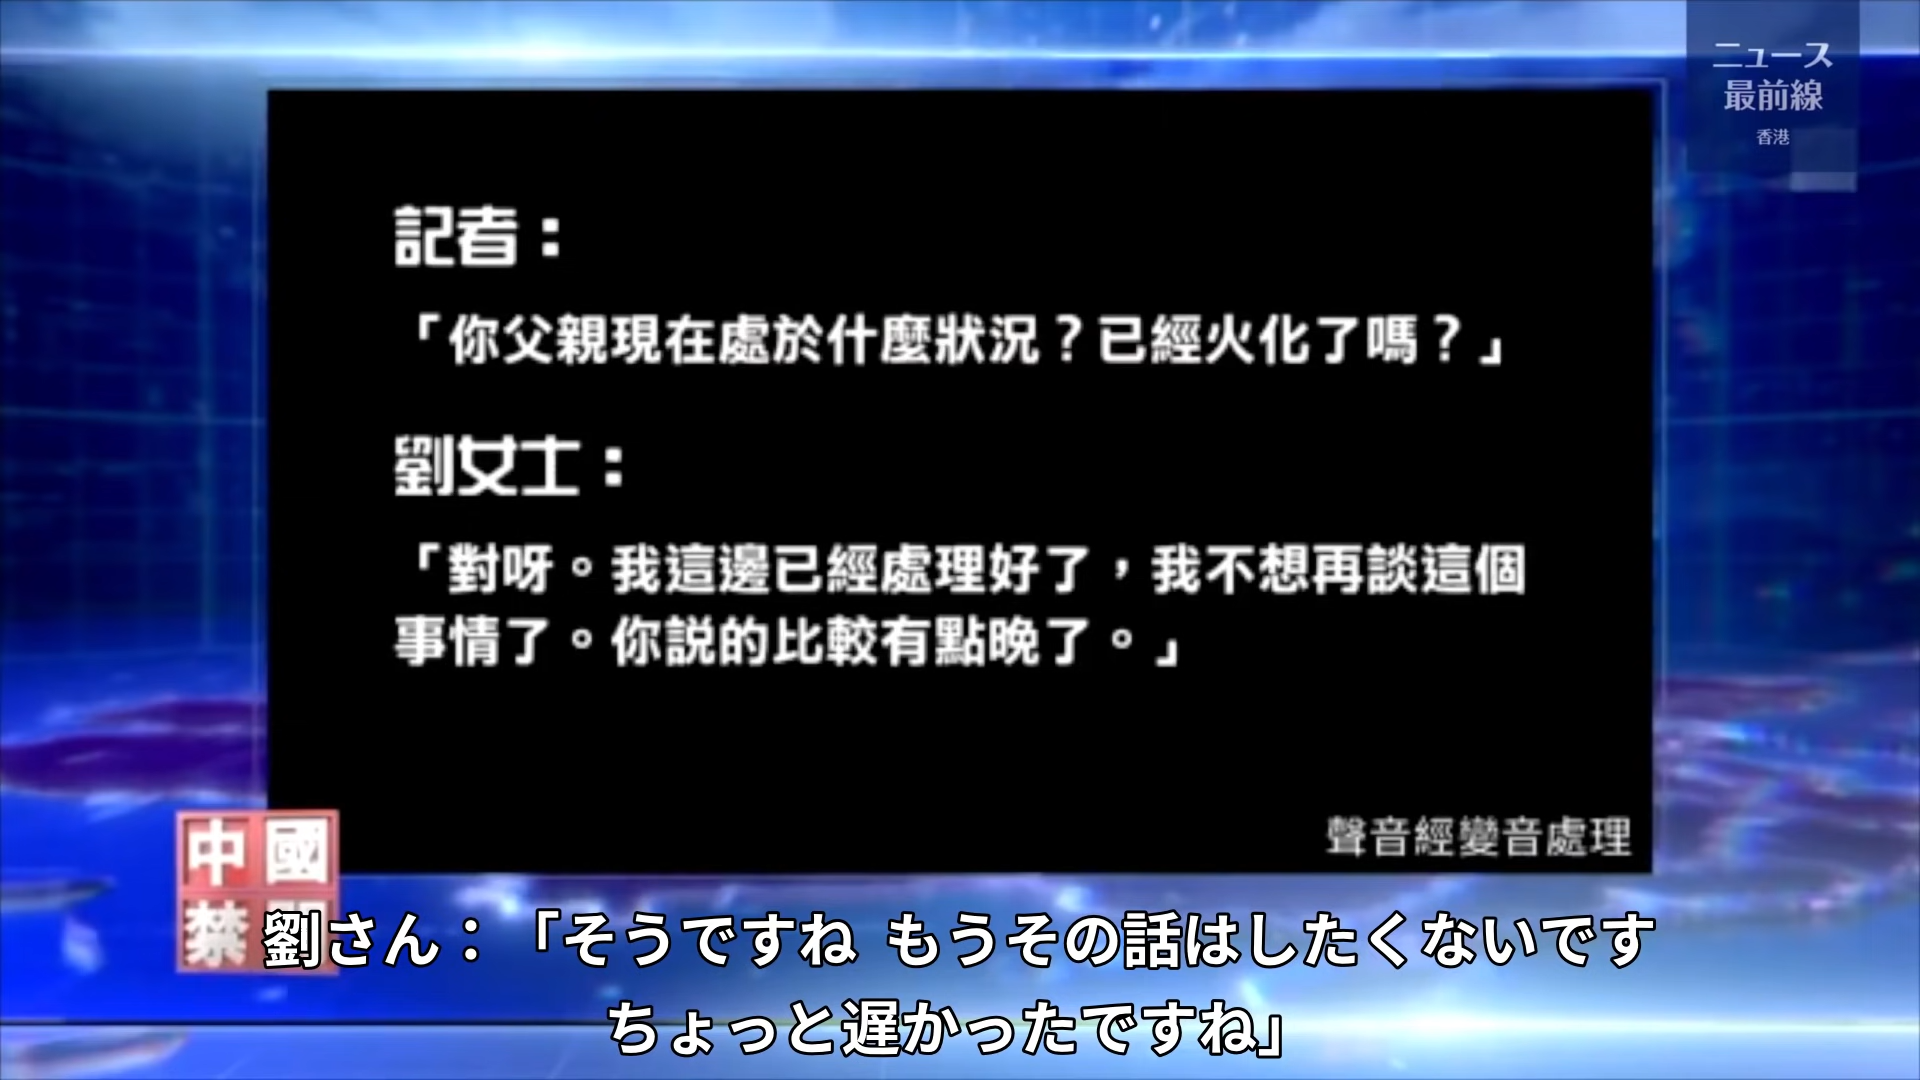 ニュース
最前線
香港
記者：
「你父親現在處於什麼狀況？已經火化了嗎？」
劉女士：
「對呀。我這邊已經處理好了，我不想再談這個
事情了。你説的比較有點晚了。」
聲音經變音處理
中國
禁
劉さん：「そうですね もうその話はしたくないです
ちょっと遅かったですね」